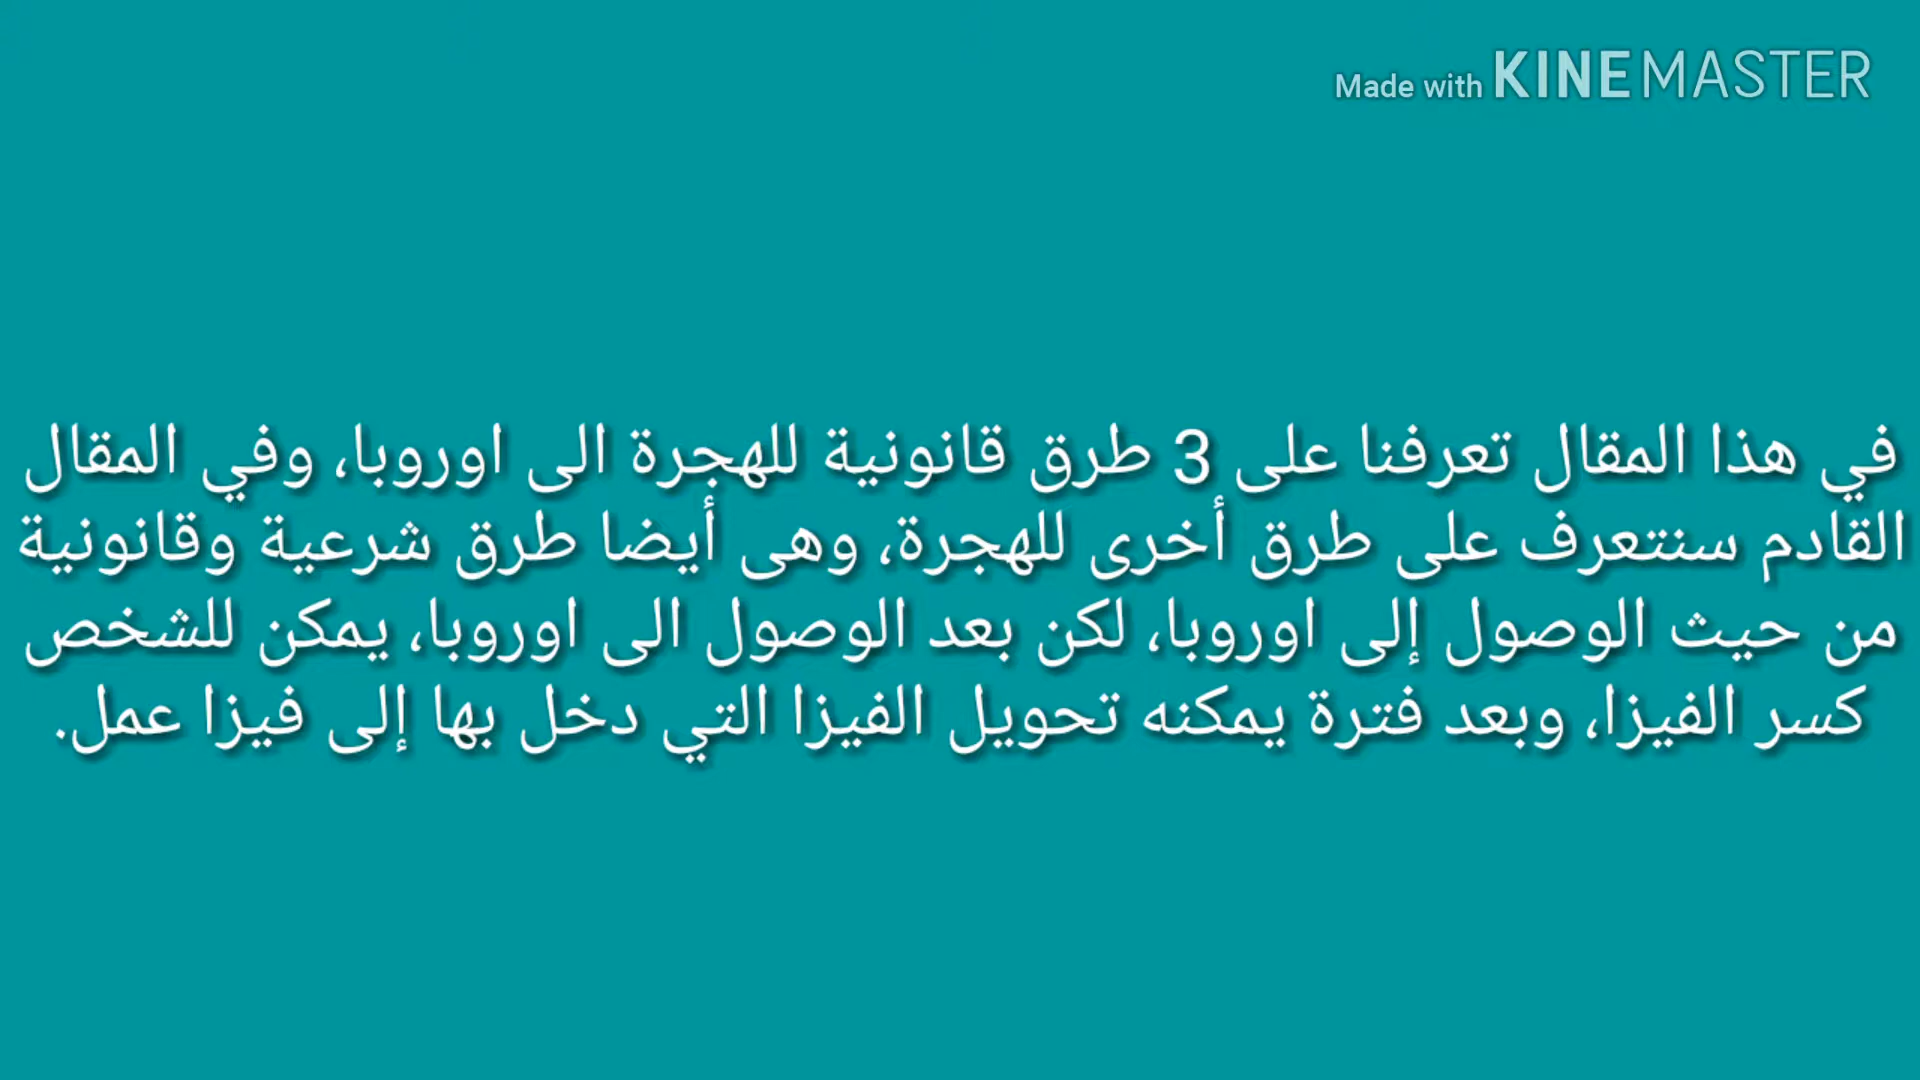 Made with KINEMASTER
في هذا المقال تعرفنا على 3 طرق قانونية للهجرة الى اوروبا، وفي المقال
القادم سنتعرف على طرق أخرى للهجرة، وهى أيضا طرق شرعية وقانونية
من حيث الوصول إلى اوروبا، لكن بعد الوصول الى اوروبا، يمكن للشخص
كسر الفيزا، وبعد فترة يمكنه تحويل الفيزا التي دخل بها إلى فيزا عمل.